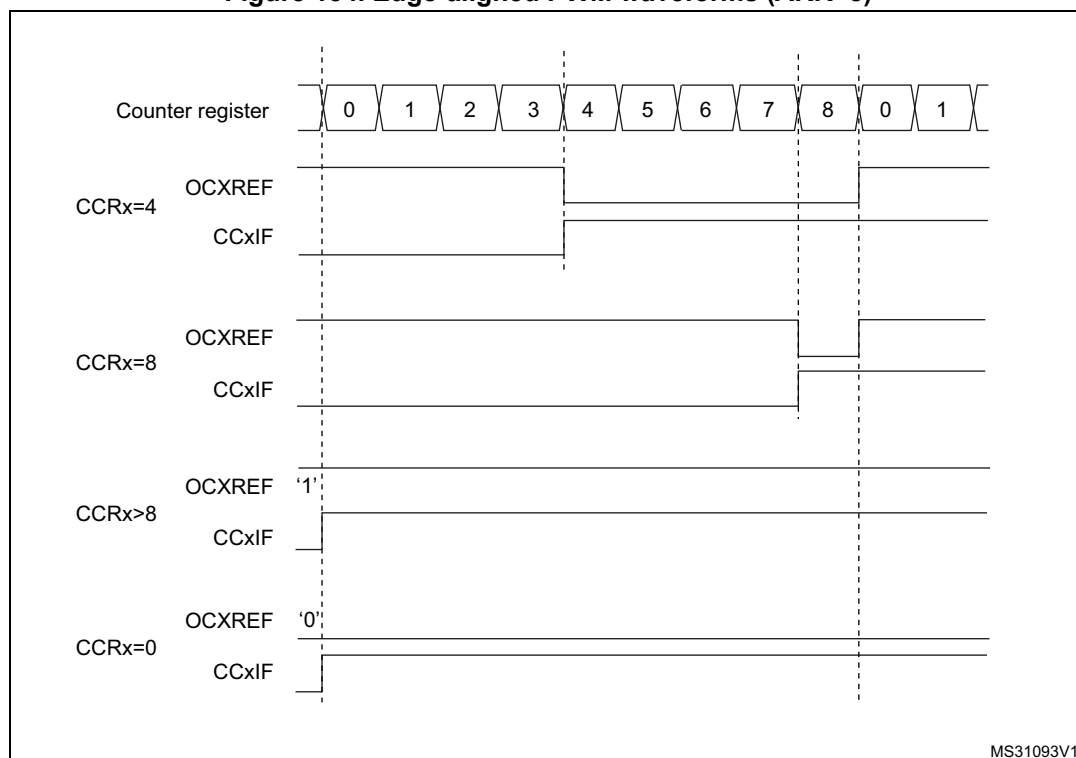 Figure Edge-aligned PWM waveforms (ARR=8)
Counter register 0 1 2 3 4 5 6 7 8 0 1
OCXREF
CCRx=4
CCxIF
OCXREF
CCRx=8
CCxIF
OCXREF ‘1’
CCRx>8
CCxIF
OCXREF ‘0’
CCRx=0
CCxIF
MS31093V1